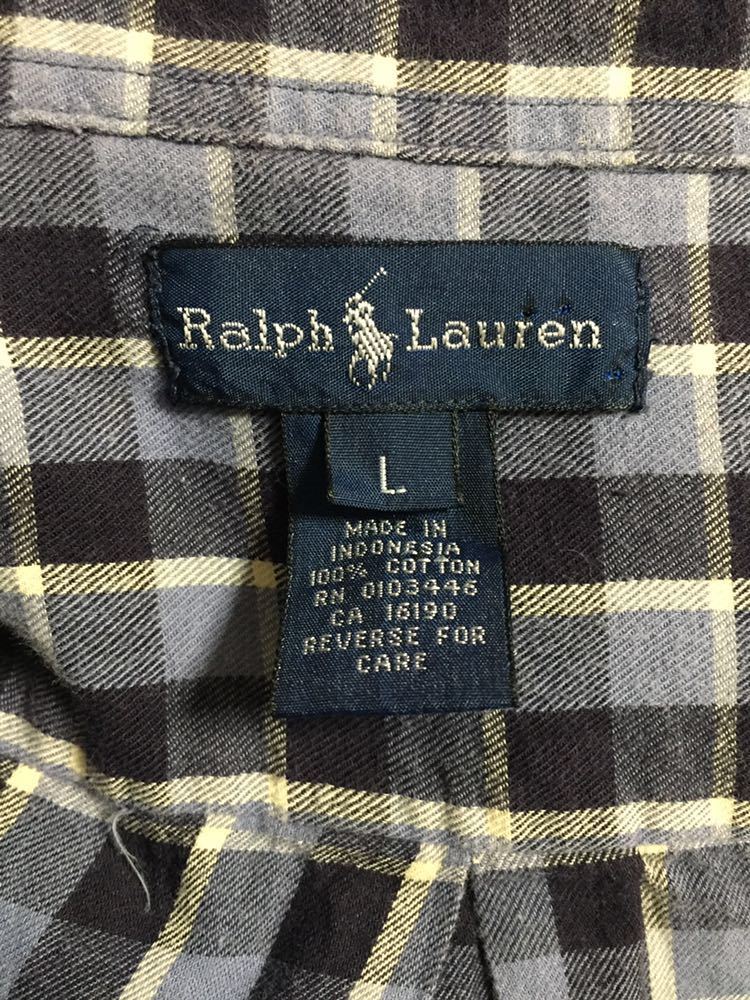 Ralph Lauren
L
MADE IN
INDONESIA
100% COTTON
RN 0103446
CA 16190
REVERSE FOR
CARE